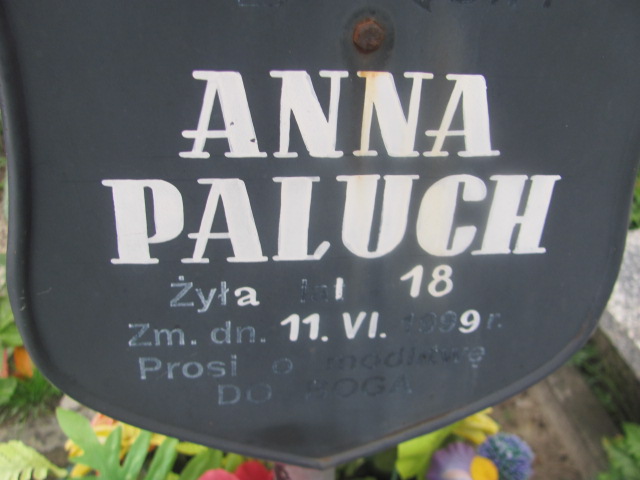 ANNA
PALUCH
Żyła lat 18
Zm. dn. 11. VI. 1999 r.
Prosi o modlitwę
DO BOGA